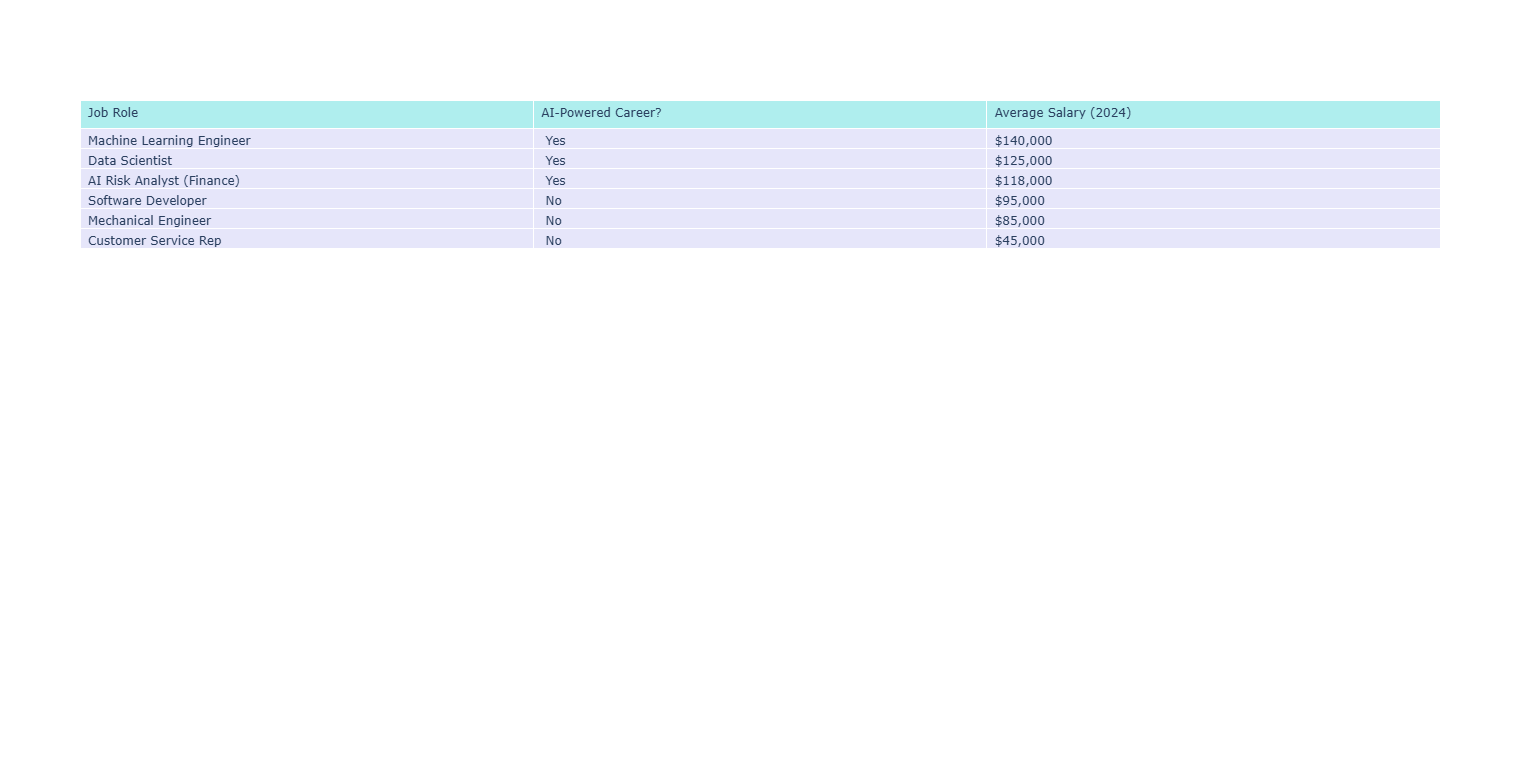 Job Role AI-Powered Career? Average Salary (2024)
Machine Learning Engineer Yes $140,000
Data Scientist Yes $125,000
AI Risk Analyst (Finance) Yes $118,000
Software Developer No $95,000
Mechanical Engineer No $85,000
Customer Service Rep No $45,000